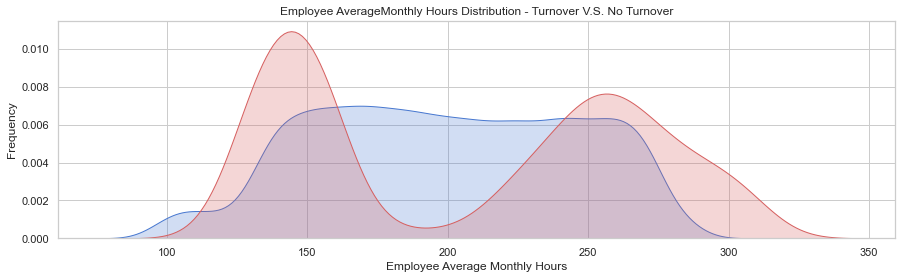 Employee AverageMonthly Hours Distribution - Turnover V.S. No Turnover
0.010
0.008
0.006
0.004
0.002
0.000
Frequency
100 150 200 250 300 350
Employee Average Monthly Hours